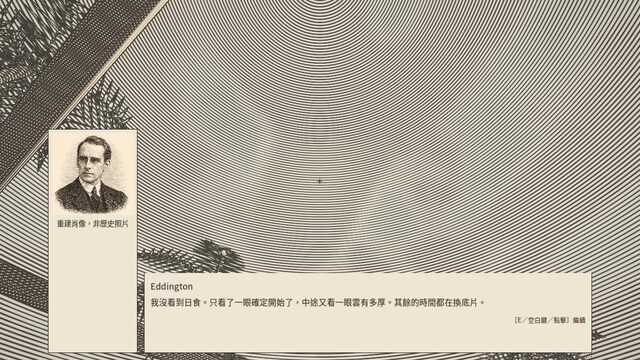 重建肖像，非歷史照片
Eddington
我沒看到日食。只看了一眼確定開始了，中途又看一眼雲有多厚。其餘的時間都在換底片。
［E／空白鍵／點擊］繼續